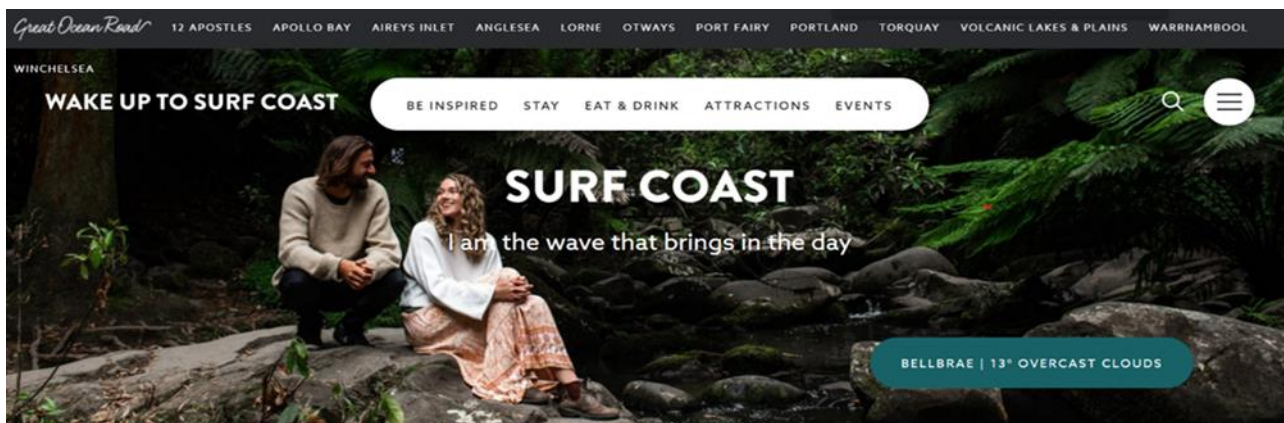 Great Ocean Road 12 APOSTLES APOLLO BAY AIREYS INLET ANGLESEA LORNE OTWAYS PORT FAIRY PORTLAND TORQUAY VOLCANIC LAKES & PLAINS WARRNAMBOOL
WINCHELSEA
WAKE UP TO SURF COAST BE INSPIRED STAY EAT & DRINK ATTRACTIONS EVENTS
SURF COAST
I am the wave that brings in the day
BELLBRAE | 13° OVERCAST CLOUDS